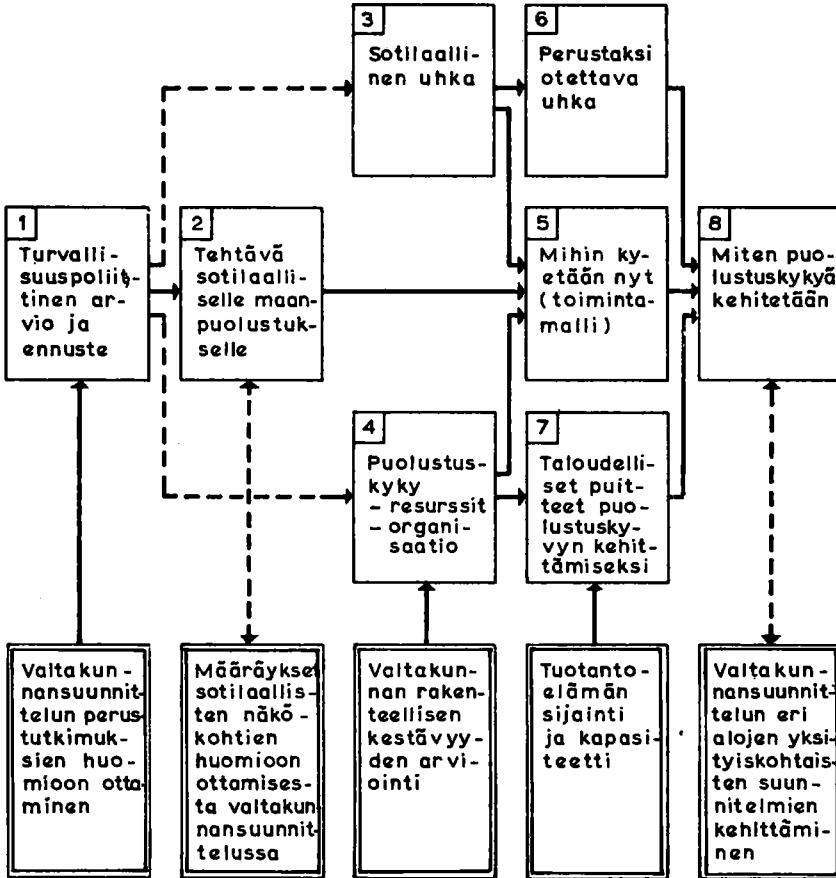 3
Sotilaalli-
nen uhka
6
Perustaksi
otettava
uhka
1
Turvalli-
suuspoliit-
tinen ar-
vio ja
ennuste
2
Tehtävä
sotilaalli-
selle maan-
puolustuk-
selle
5
Mihin ky-
etään nyt
(toiminta-
malli)
8
Miten puo-
lustuskykyä
kehitetään
4
Puolustus-
kyky
- resurssit
- organi-
saatio
7
Taloudelli-
set puit-
teet puo-
lustusky-
vyn kehit-
tämiseksi
Valtakun-
nansuunnit-
telun perus-
tutkimuk-
sien huo-
mioon otta-
minen
Määräykset
sotilaallis-
ten näkö-
kohtien
huomioon
ottamises-
ta valtakun-
nansuunnit-
telussa
Valtakun-
nan raken-
teellisen
kestävyy-
den arvi-
ointi
Tuotanto-
elämän
sijainti
ja kapasi-
teetti
Valtakun-
nansuunnit-
telun eri
alojen yksi-
tyiskohtais-
ten suun-
nitelmien
kehittämi-
nen